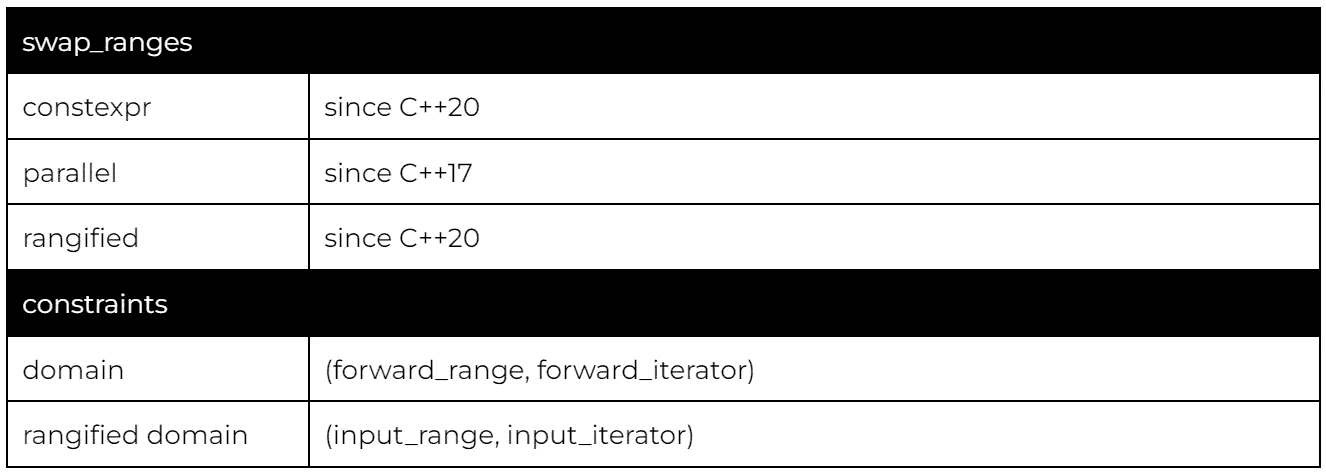 swap_ranges
constexpr since C++20
parallel since C++17
rangified since C++20
constraints
domain (forward_range, forward_iterator)
rangified domain (input_range, input_iterator)